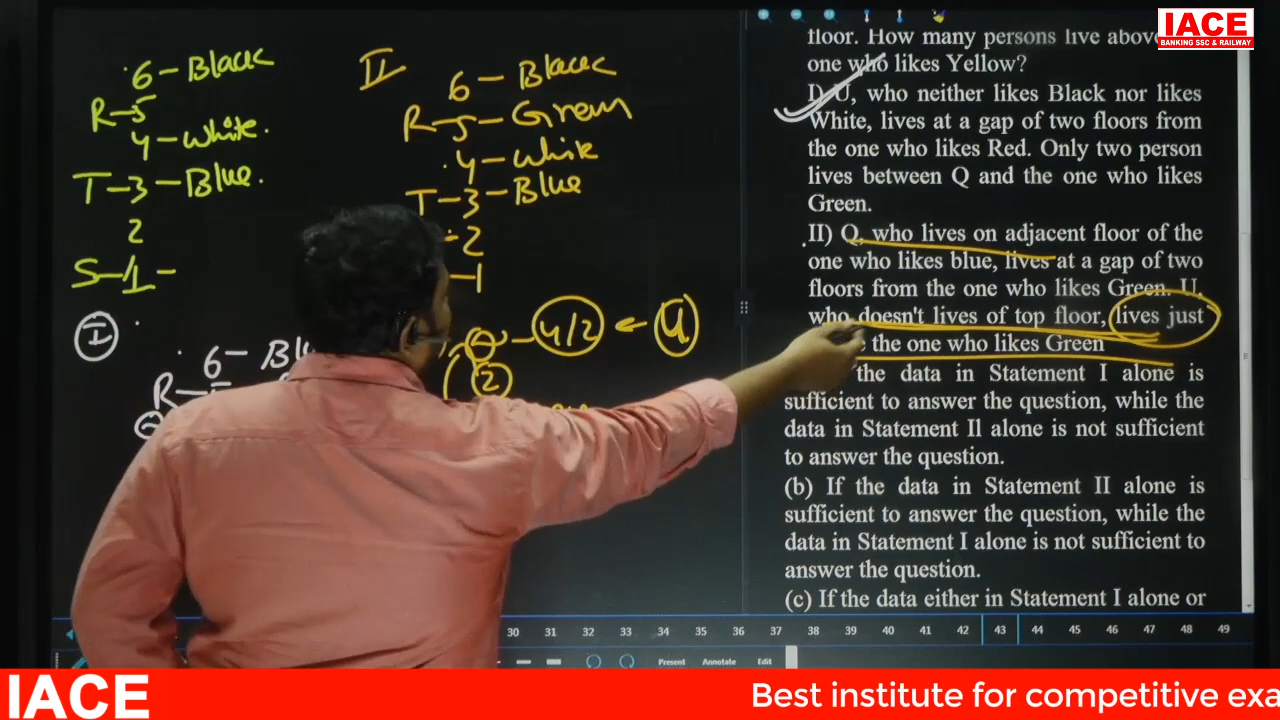 6 - Black
R - 5
4 - White.
T - 3 - Blue.
2
S - 1 -
I
6 -
R -
II
6 - Black
R - 5 - Green
4 - White
T - 3 - Blue
2
- 1
4/2 ← U
2
IACE
BANKING SSC & RAILWAY
floor. How many persons live above
one who likes Yellow?
I) U, who neither likes Black nor likes
White, lives at a gap of two floors from
the one who likes Red. Only two person
lives between Q and the one who likes
Green.
II) Q, who lives on adjacent floor of the
one who likes blue, lives at a gap of two
floors from the one who likes Green. U,
who doesn't lives of top floor, lives just
the one who likes Green
the data in Statement I alone is
sufficient to answer the question, while the
data in Statement Il alone is not sufficient
to answer the question.
(b) If the data in Statement II alone is
sufficient to answer the question, while the
data in Statement I alone is not sufficient to
answer the question.
(c) If the data either in Statement I alone or
30 31 32 33 34 35 36 37 38 39 40 41 42 43 44 45 46 47 48 49
Present Annotate Edit
IACE
Best institute for competitive exa